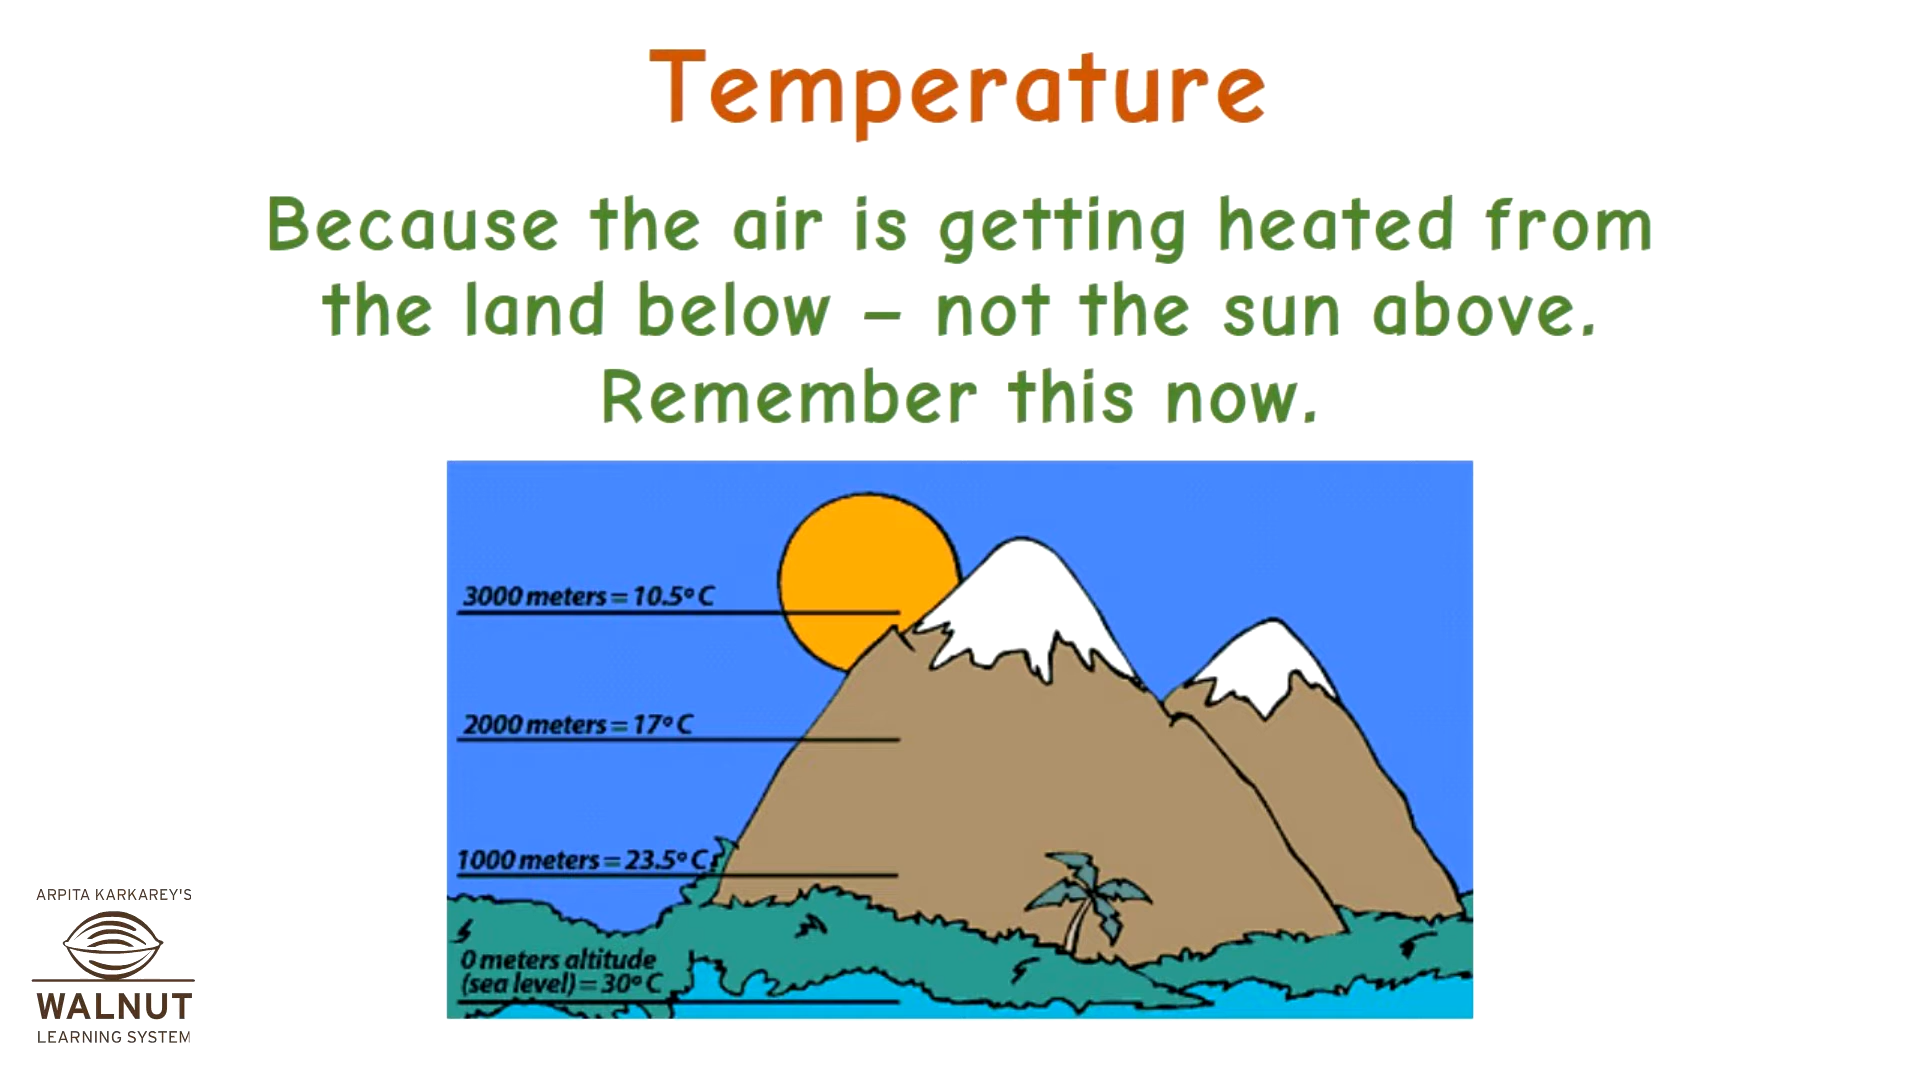 Temperature
Because the air is getting heated from
the land below – not the sun above.
Remember this now.
3000 meters = 10.5° C
2000 meters = 17° C
1000 meters = 23.5° C
0 meters altitude
(sea level) = 30° C
ARPITA KARKAREY'S
WALNUT
LEARNING SYSTEM